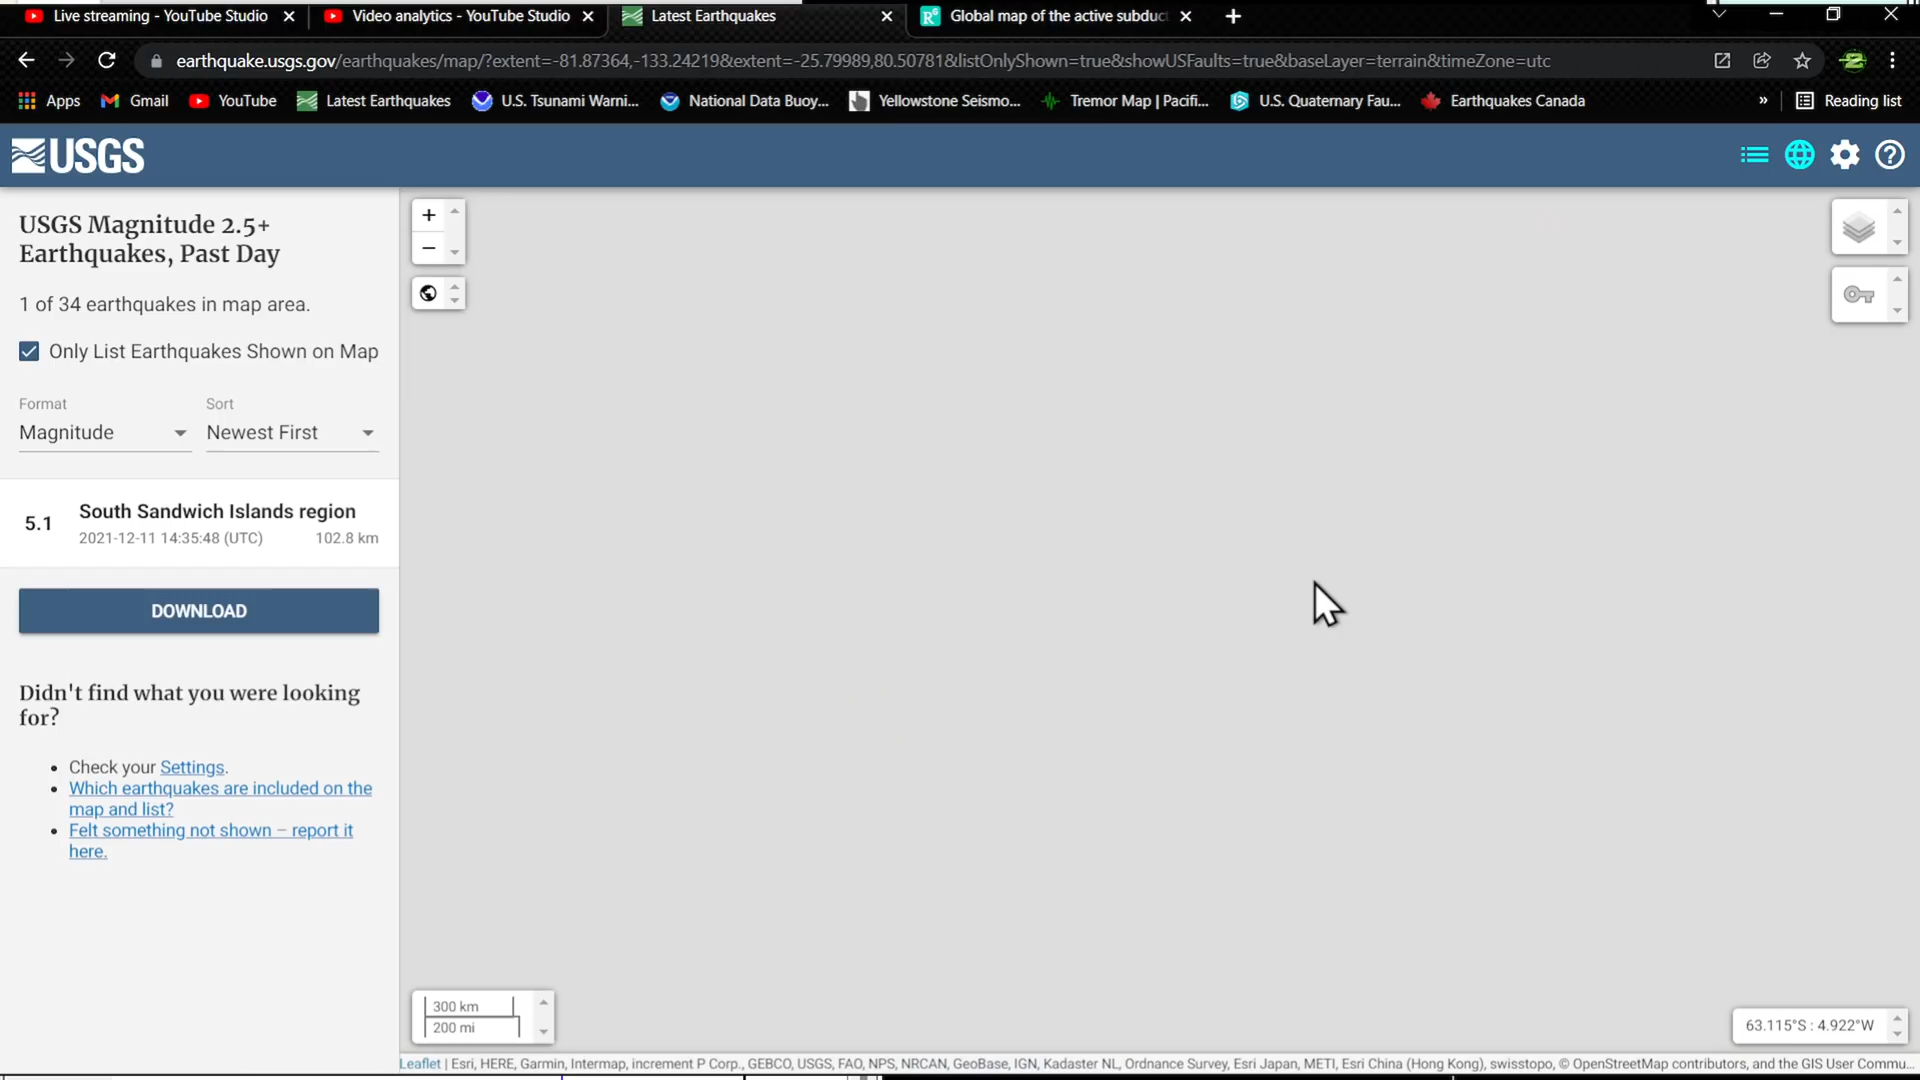 Live streaming - YouTube Studio
Video analytics - YouTube Studio
Latest Earthquakes
Global map of the active subduc
earthquake.usgs.gov/earthquakes/map/?extent=-81.87364,-133.24219&extent=-25.79989,80.50781&listOnlyShown=true&showUSFaults=true&baseLayer=terrain&timeZone=utc
Apps
Gmail
YouTube
Latest Earthquakes
U.S. Tsunami Warni...
National Data Buoy...
Yellowstone Seismo...
Tremor Map | Pacifi...
U.S. Quaternary Fau...
Earthquakes Canada
»
Reading list
USGS
USGS Magnitude 2.5+
Earthquakes, Past Day
1 of 34 earthquakes in map area.
Only List Earthquakes Shown on Map
Format
Sort
Magnitude
Newest First
5.1
South Sandwich Islands region
2021-12-11 14:35:48 (UTC)
102.8 km
DOWNLOAD
Didn't find what you were looking
for?
Check your Settings.
Which earthquakes are included on the
map and list?
Felt something not shown – report it
here.
300 km
200 mi
63.115°S : 4.922°W
Leaflet | Esri, HERE, Garmin, Intermap, increment P Corp., GEBCO, USGS, FAO, NPS, NRCAN, GeoBase, IGN, Kadaster NL, Ordnance Survey, Esri Japan, METI, Esri China (Hong Kong), swisstopo, © OpenStreetMap contributors, and the GIS User Commu...